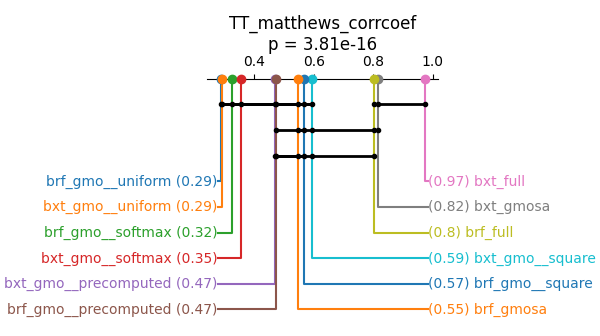 TT_matthews_corrcoef
p = 3.81e-16
0.4 0.6 0.8 1.0
brf_gmo__uniform (0.29) (0.97) bxt_full
bxt_gmo__uniform (0.29) (0.82) bxt_gmosa
brf_gmo__softmax (0.32) (0.8) brf_full
bxt_gmo__softmax (0.35) (0.59) bxt_gmo__square
bxt_gmo__precomputed (0.47) (0.57) brf_gmo__square
brf_gmo__precomputed (0.47) (0.55) brf_gmosa